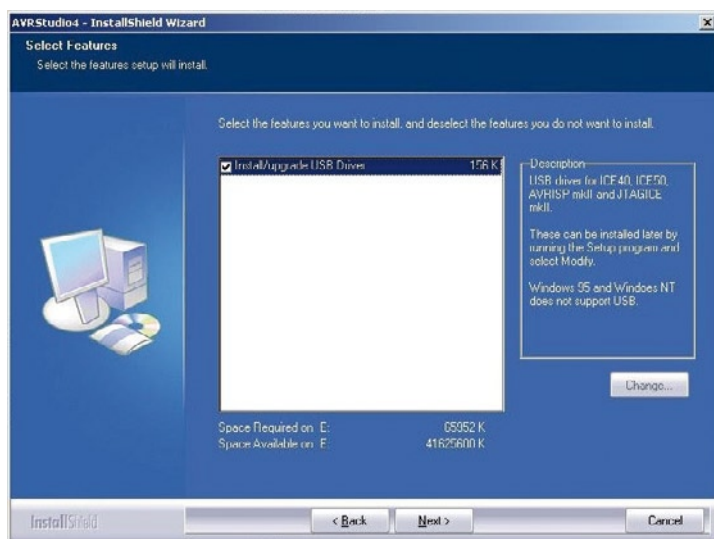 AVRStudio4 - InstallShield Wizard
Select Features
Select the features setup will install.
Select the features you want to install, and deselect the features you do not want to install.
Install/upgrade USB Driver 156 K
Description
USB driver for ICE40, ICE50,
AVRISP mkII and JTAGICE
mkII.
These can be installed later by
running the Setup program and
select Modify.
Windows 95 and Windoes NT
does not support USB.
Change...
Space Required on E: 65952 K
Space Available on E: 41625600 K
InstallShield
< Back
Next >
Cancel